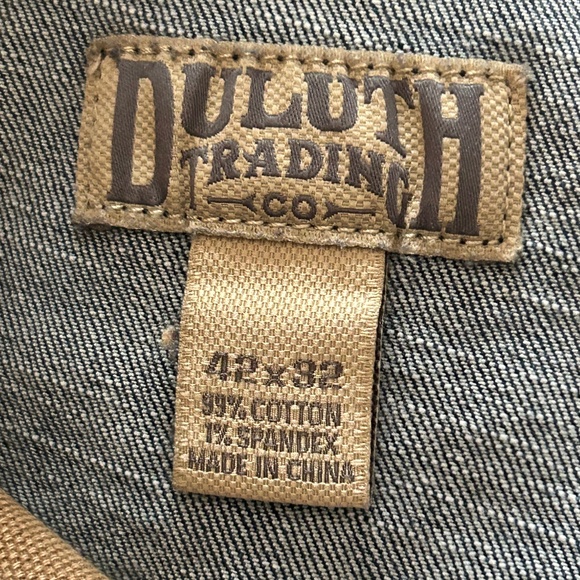 DULUTH
TRADING
CO
42x32
99% COTTON
1% SPANDEX
MADE IN CHINA